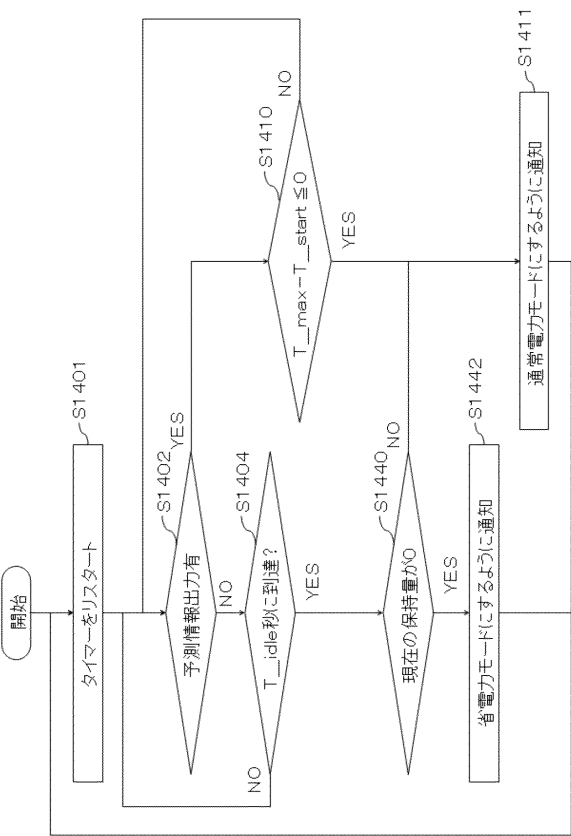 開始
タイマーをリスタート
S1401
予測情報出力有
S1402
YES
NO
T_idle秒に到達?
S1404
NO
YES
T_max-T_start≦0
S1410
NO
YES
現在の保持量が0
S1440
NO
YES
省電力モードにするように通知
S1442
通常電力モードにするように通知
S1411